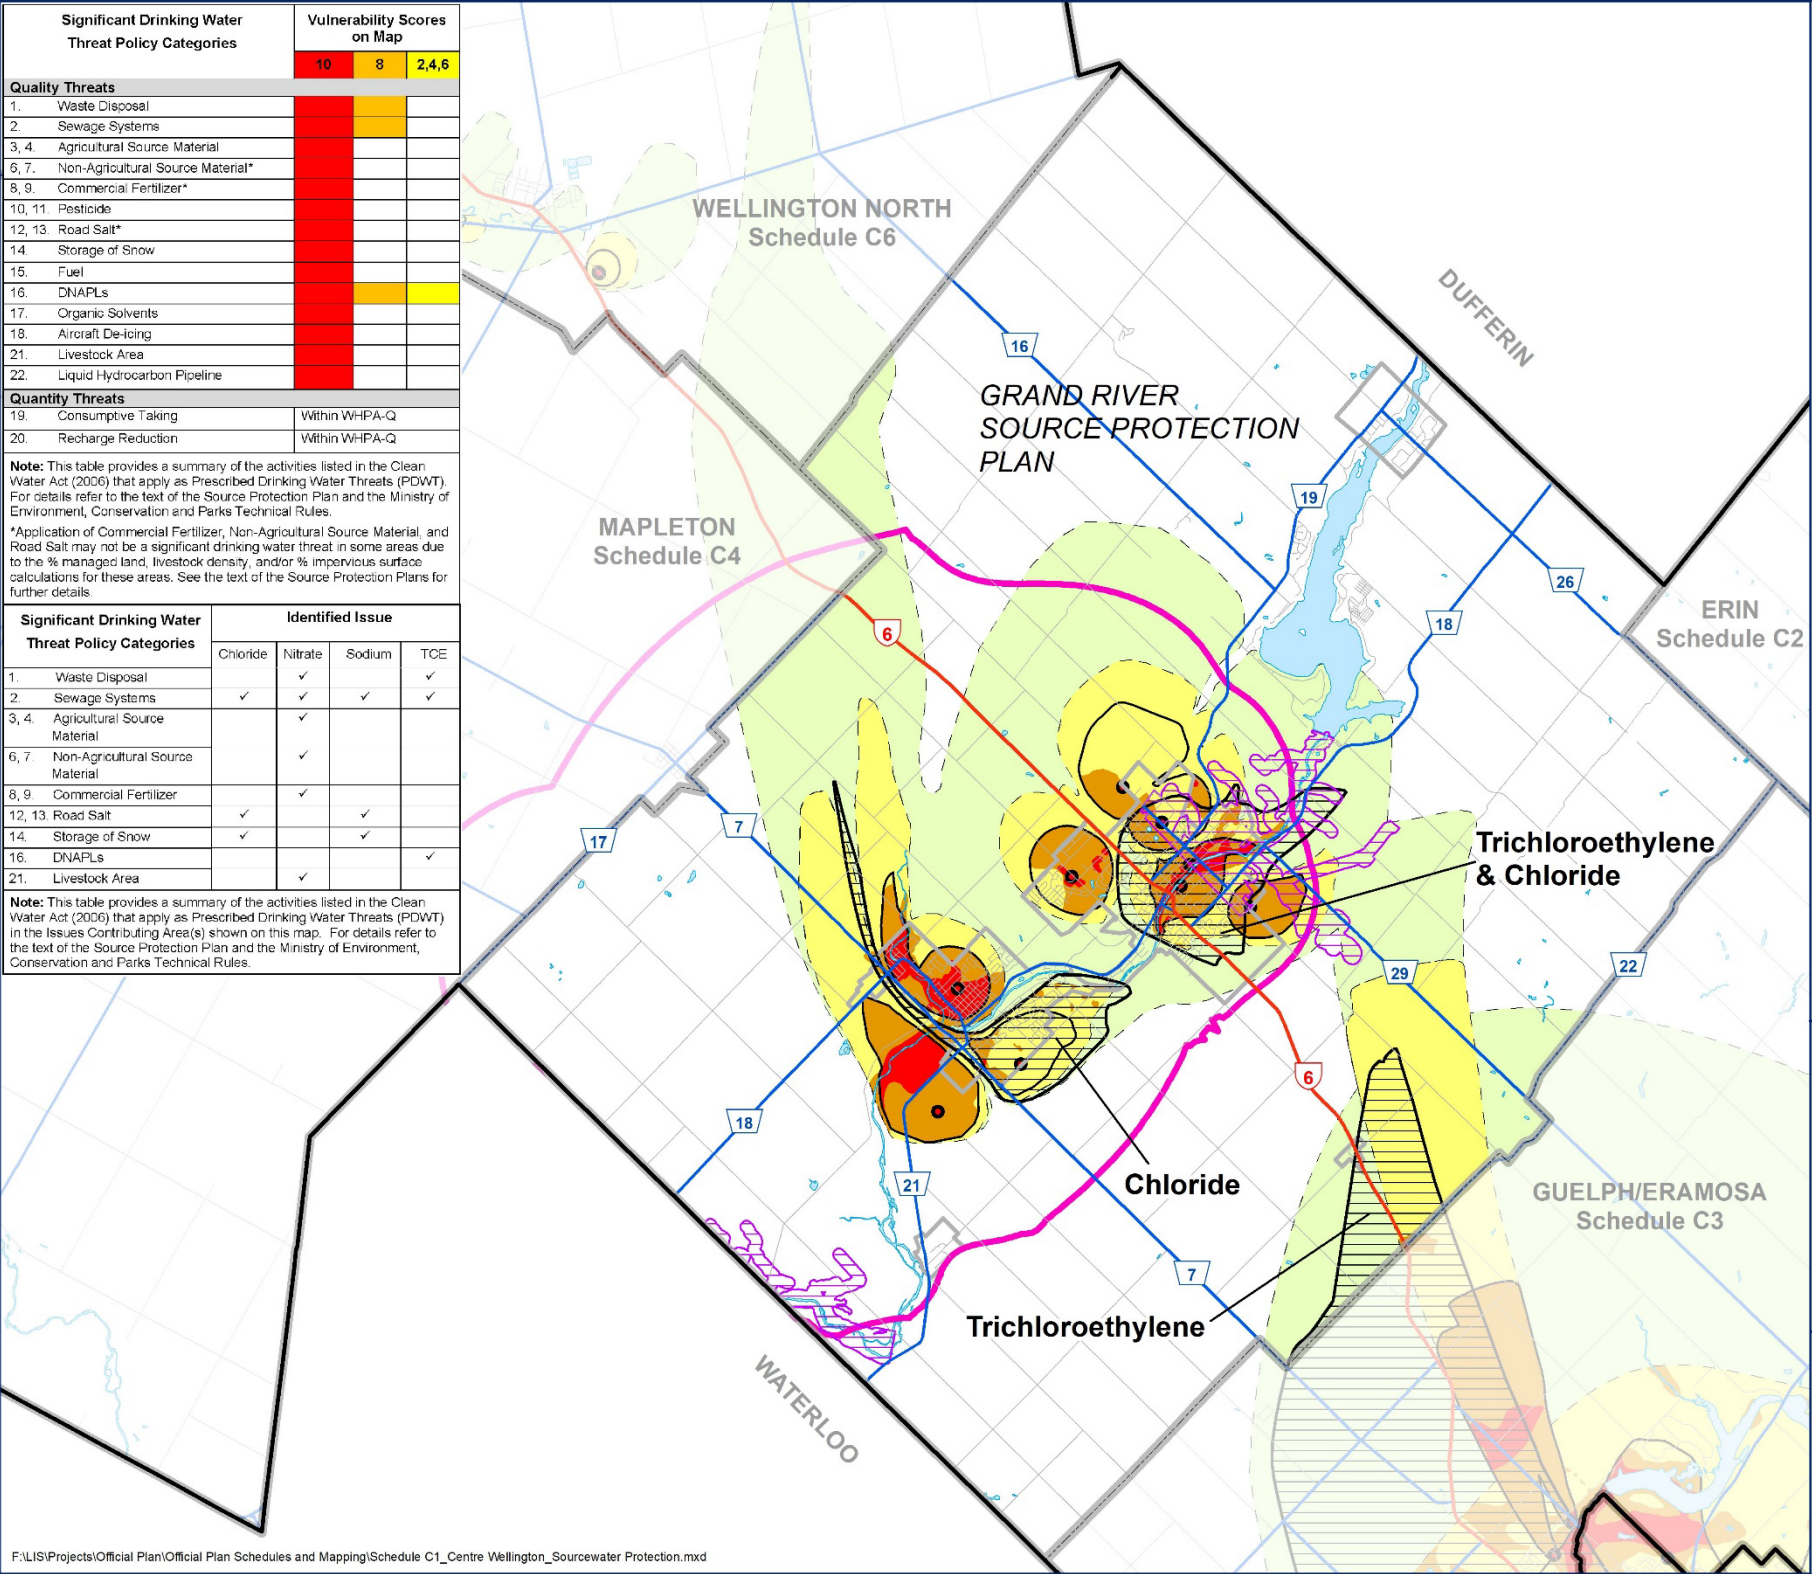 Significant Drinking Water
Threat Policy Categories
Vulnerability Scores
on Map
10 8 2,4,6
Quality Threats
1. Waste Disposal
2. Sewage Systems
3, 4. Agricultural Source Material
6, 7. Non-Agricultural Source Material*
8, 9. Commercial Fertilizer*
10, 11. Pesticide
12, 13. Road Salt*
14. Storage of Snow
15. Fuel
16. DNAPLs
17. Organic Solvents
18. Aircraft De-icing
21. Livestock Area
22. Liquid Hydrocarbon Pipeline
Quantity Threats
19. Consumptive Taking Within WHPA-Q
20. Recharge Reduction Within WHPA-Q
Note: This table provides a summary of the activities listed in the Clean
Water Act (2006) that apply as Prescribed Drinking Water Threats (PDWT).
For details refer to the text of the Source Protection Plan and the Ministry of
Environment, Conservation and Parks Technical Rules.
*Application of Commercial Fertilizer, Non-Agricultural Source Material, and
Road Salt may not be a significant drinking water threat in some areas due
to the % managed land, livestock density, and/or % impervious surface
calculations for these areas. See the text of the Source Protection Plans for
further details.
Significant Drinking Water
Threat Policy Categories
Identified Issue
Chloride Nitrate Sodium TCE
1. Waste Disposal ✓ ✓
2. Sewage Systems ✓ ✓ ✓ ✓
3, 4. Agricultural Source ✓
Material
6, 7. Non-Agricultural Source ✓
Material
8, 9. Commercial Fertilizer ✓
12, 13. Road Salt ✓ ✓
14. Storage of Snow ✓ ✓
16. DNAPLs ✓
21. Livestock Area ✓
Note: This table provides a summary of the activities listed in the Clean
Water Act (2006) that apply as Prescribed Drinking Water Threats (PDWT)
in the Issues Contributing Area(s) shown on this map. For details refer to
the text of the Source Protection Plan and the Ministry of Environment,
Conservation and Parks Technical Rules.
WELLINGTON NORTH
Schedule C6
DUFFERIN
16
GRAND RIVER
SOURCE PROTECTION
PLAN
19
MAPLETON
Schedule C4
26
ERIN
Schedule C2
18
6
7
17
Trichloroethylene
& Chloride
29
22
6
18
Chloride
21
GUELPH/ERAMOSA
Schedule C3
7
Trichloroethylene
WATERLOO
F:\LIS\Projects\Official Plan\Official Plan Schedules and Mapping\Schedule C1_Centre Wellington_Sourcewater Protection.mxd